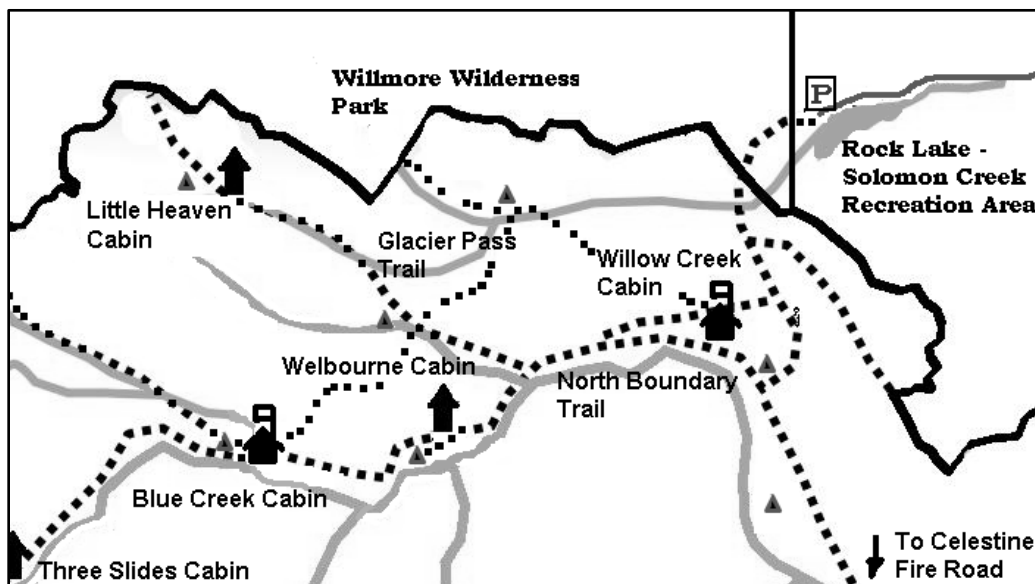 Willmore Wilderness
Park
P
Rock Lake -
Solomon Creek
Recreation Area
Little Heaven
Cabin
Glacier Pass
Trail
Willow Creek
Cabin
Welbourne Cabin
North Boundary
Trail
Blue Creek Cabin
Three Slides Cabin
To Celestine
Fire Road